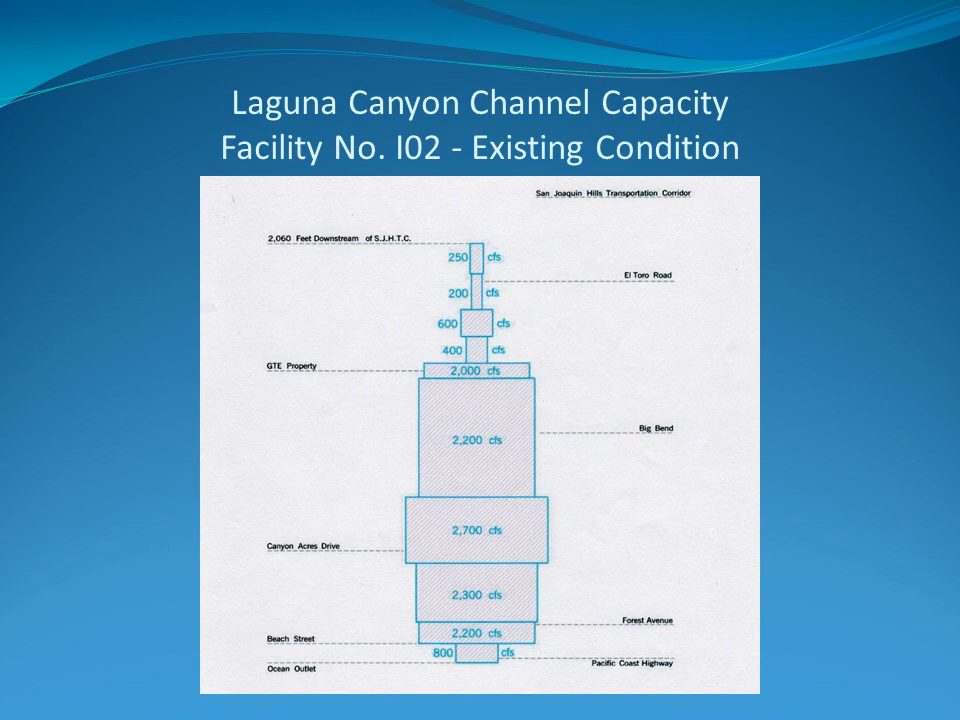 Laguna Canyon Channel Capacity
Facility No. I02 - Existing Condition
San Joaquin Hills Transportation Corridor
2,060 Feet Downstream of S.J.H.T.C.
250 cfs
El Toro Road
200 cfs
600 cfs
400 cfs
GTE Property
2,000 cfs
Big Bend
2,200 cfs
2,700 cfs
Canyon Acres Drive
2,300 cfs
Forest Avenue
2,200 cfs
Beach Street
800 cfs
Pacific Coast Highway
Ocean Outlet